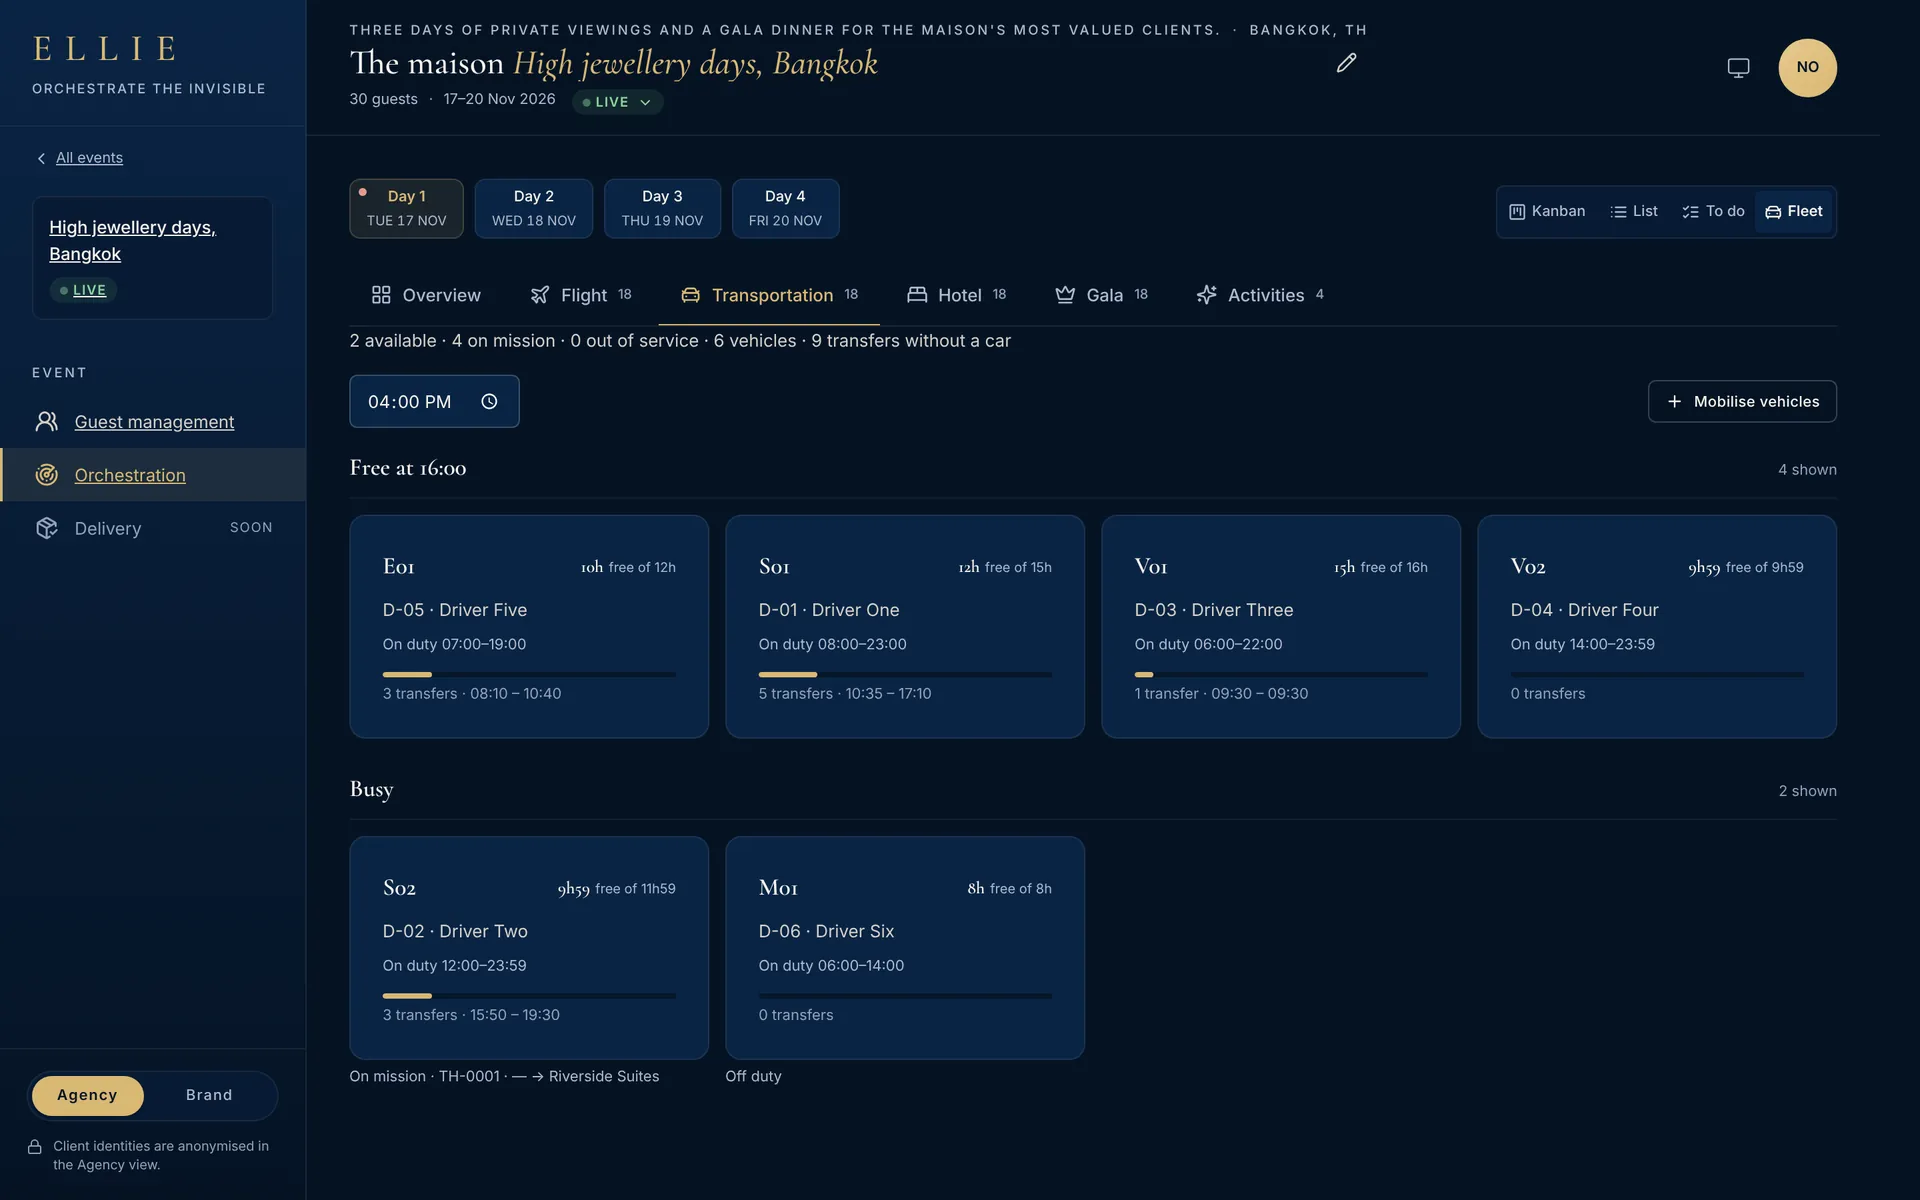 ELLIE
ORCHESTRATE THE INVISIBLE
All events
High jewellery days,
Bangkok
LIVE
EVENT
Guest management
Orchestration
Delivery SOON
Agency Brand
Client identities are anonymised in
the Agency view.
THREE DAYS OF PRIVATE VIEWINGS AND A GALA DINNER FOR THE MAISON'S MOST VALUED CLIENTS. · BANGKOK, TH
The maison High jewellery days, Bangkok
30 guests · 17–20 Nov 2026 LIVE
NO
Day 1
TUE 17 NOV
Day 2
WED 18 NOV
Day 3
THU 19 NOV
Day 4
FRI 20 NOV
Kanban List To do Fleet
Overview Flight 18 Transportation 18 Hotel 18 Gala 18 Activities 4
2 available · 4 on mission · 0 out of service · 6 vehicles · 9 transfers without a car
04:00 PM
Mobilise vehicles
Free at 16:00 4 shown
E01 10h free of 12h
D-05 · Driver Five
On duty 07:00–19:00
3 transfers · 08:10 – 10:40
S01 12h free of 15h
D-01 · Driver One
On duty 08:00–23:00
5 transfers · 10:35 – 17:10
V01 15h free of 16h
D-03 · Driver Three
On duty 06:00–22:00
1 transfer · 09:30 – 09:30
V02 9h59 free of 9h59
D-04 · Driver Four
On duty 14:00–23:59
0 transfers
Busy 2 shown
S02 9h59 free of 11h59
D-02 · Driver Two
On duty 12:00–23:59
3 transfers · 15:50 – 19:30
On mission · TH-0001 · — → Riverside Suites
M01 8h free of 8h
D-06 · Driver Six
On duty 06:00–14:00
0 transfers
Off duty